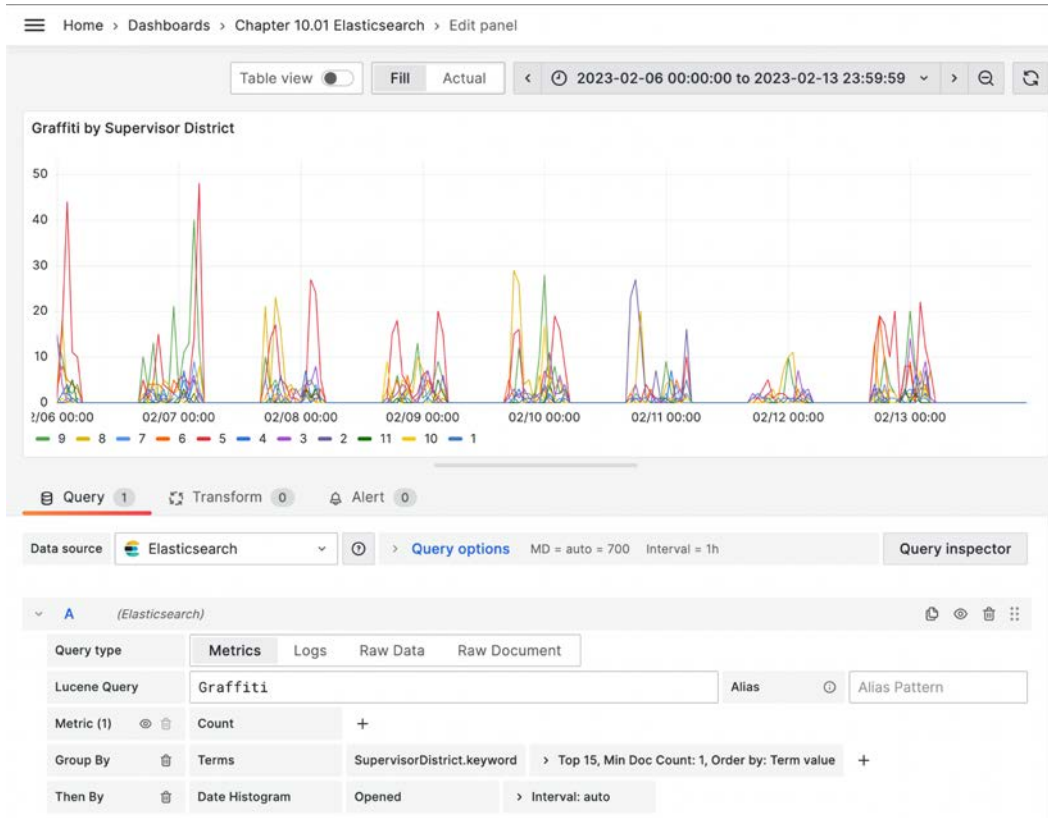 Home > Dashboards > Chapter 10.01 Elasticsearch > Edit panel
Table view Fill Actual < 2023-02-06 00:00:00 to 2023-02-13 23:59:59 >
Graffiti by Supervisor District
50
40
30
20
10
0
2/06 00:00 02/07 00:00 02/08 00:00 02/09 00:00 02/10 00:00 02/11 00:00 02/12 00:00 02/13 00:00
9 8 7 6 5 4 3 2 11 10 1
Query 1 Transform 0 Alert 0
Data source Elasticsearch > Query options MD = auto = 700 Interval = 1h Query inspector
A (Elasticsearch)
Query type Metrics Logs Raw Data Raw Document
Lucene Query Graffiti Alias Alias Pattern
Metric (1) Count +
Group By Terms SupervisorDistrict.keyword > Top 15, Min Doc Count: 1, Order by: Term value +
Then By Date Histogram Opened > Interval: auto